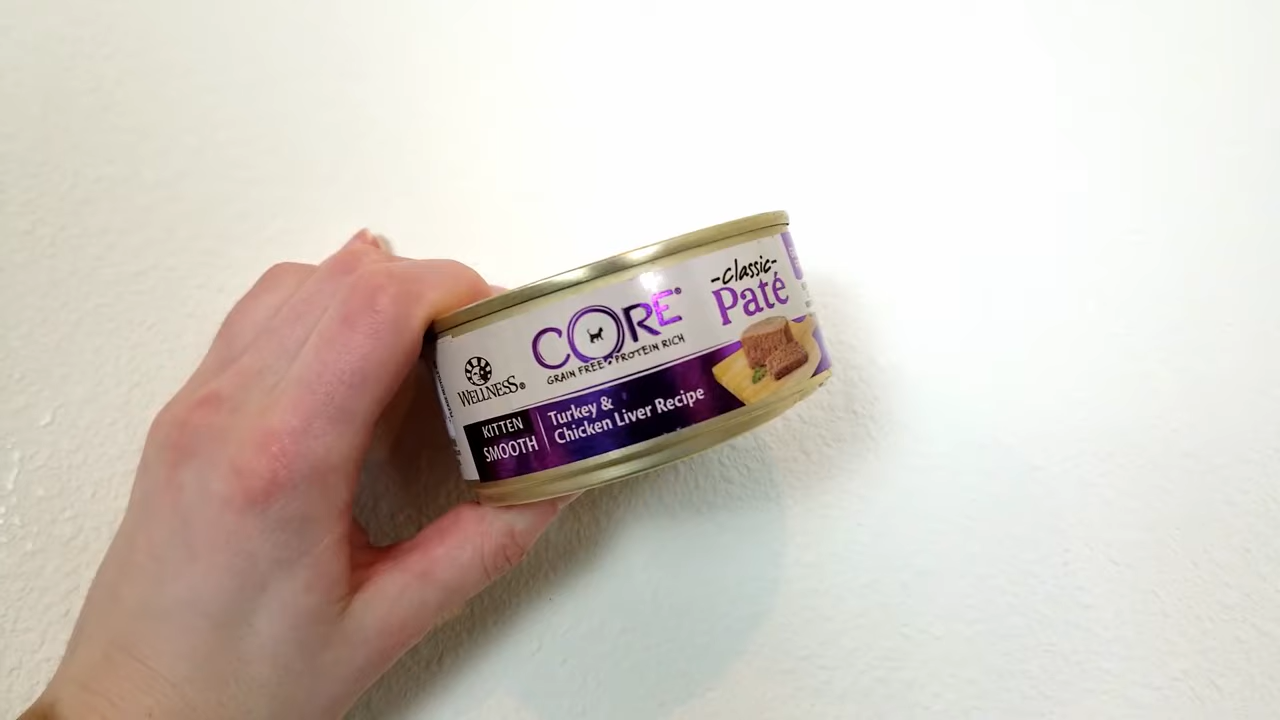 WELLNESS®
CORE®
GRAIN FREE • PROTEIN RICH
-classic-
Paté
KITTEN
SMOOTH
Turkey &
Chicken Liver Recipe